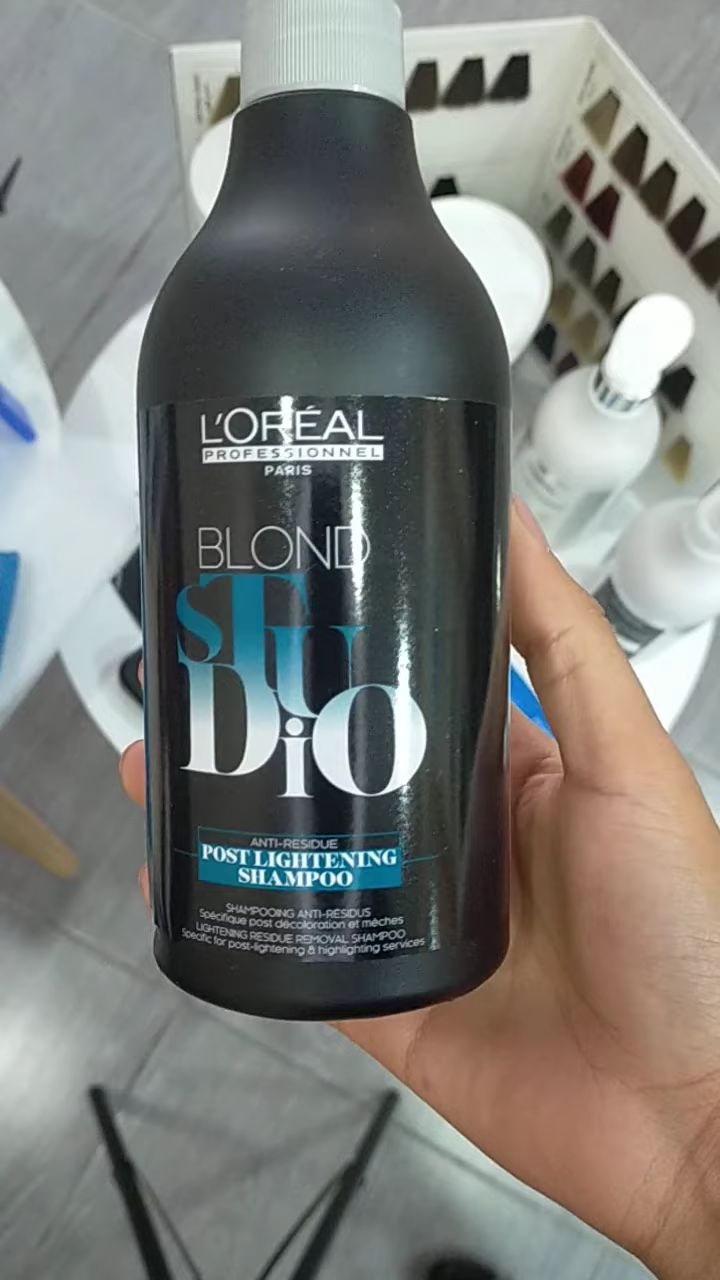 L'ORÉAL
PROFESSIONNEL
PARIS
BLOND
STUDiO
ANTI-RESIDUE
POST LIGHTENING
SHAMPOO
SHAMPOOING ANTI-RÉSIDUS
Spécifique post décoloration et mèches
LIGHTENING RESIDUE REMOVAL SHAMPOO
Specific for post-lightening & highlighting services